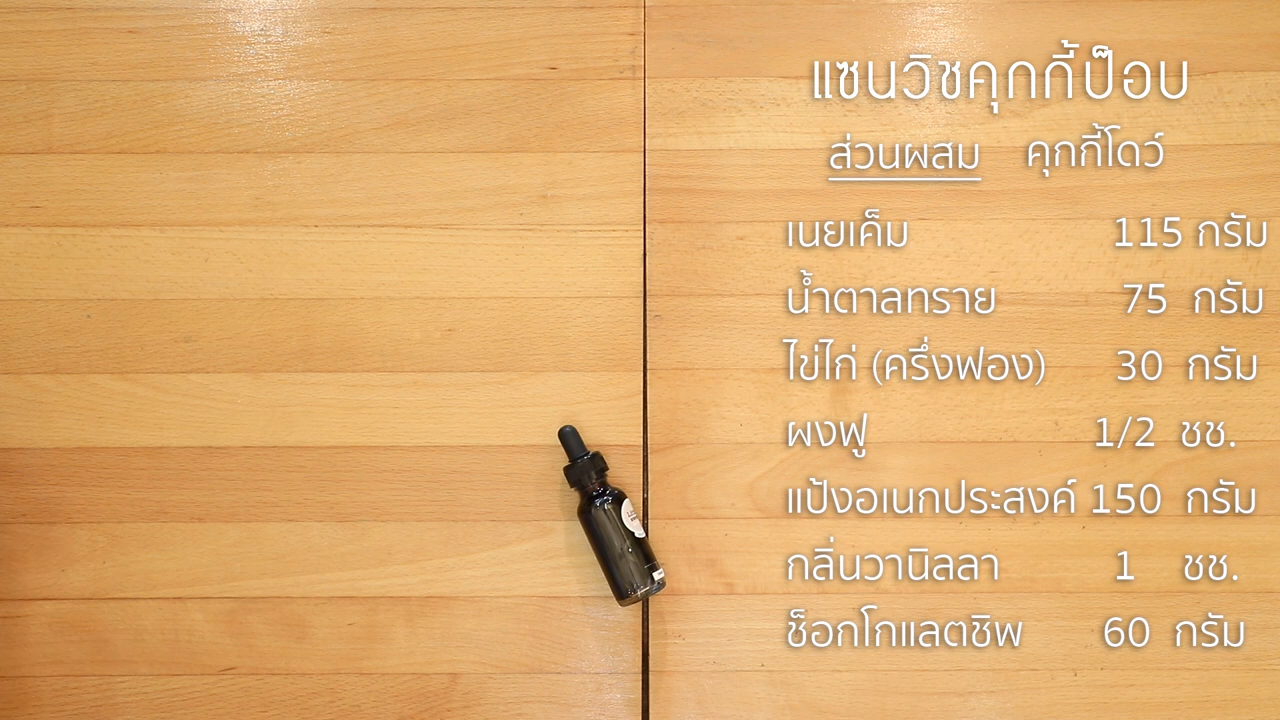 แซนวิชคุกกี้ป็อบ
ส่วนผสม คุกกี้โดว์
เนยเค็ม 115 กรัม
น้ำตาลทราย 75 กรัม
ไข่ไก่ (ครึ่งฟอง) 30 กรัม
ผงฟู 1/2 ชช.
แป้งอเนกประสงค์ 150 กรัม
กลิ่นวานิลลา 1 ชช.
ช็อกโกแลตชิพ 60 กรัม